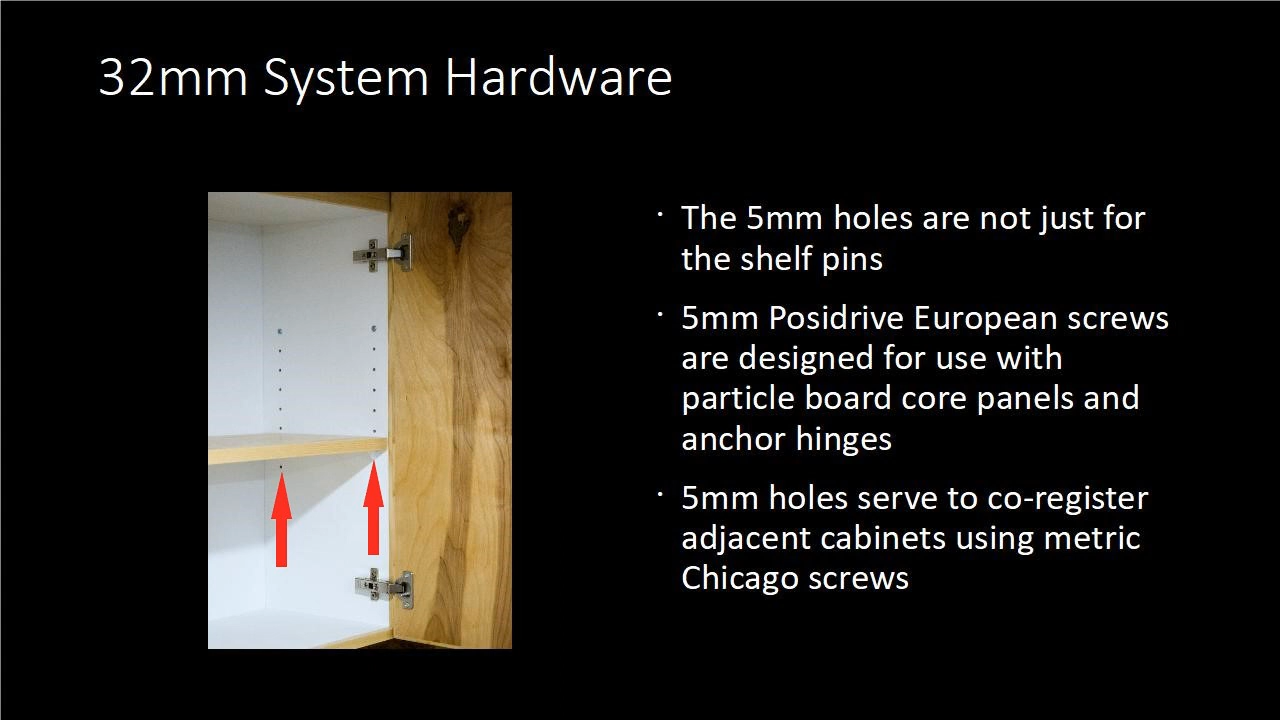 32mm System Hardware
· The 5mm holes are not just for
the shelf pins
· 5mm Posidrive European screws
are designed for use with
particle board core panels and
anchor hinges
· 5mm holes serve to co-register
adjacent cabinets using metric
Chicago screws